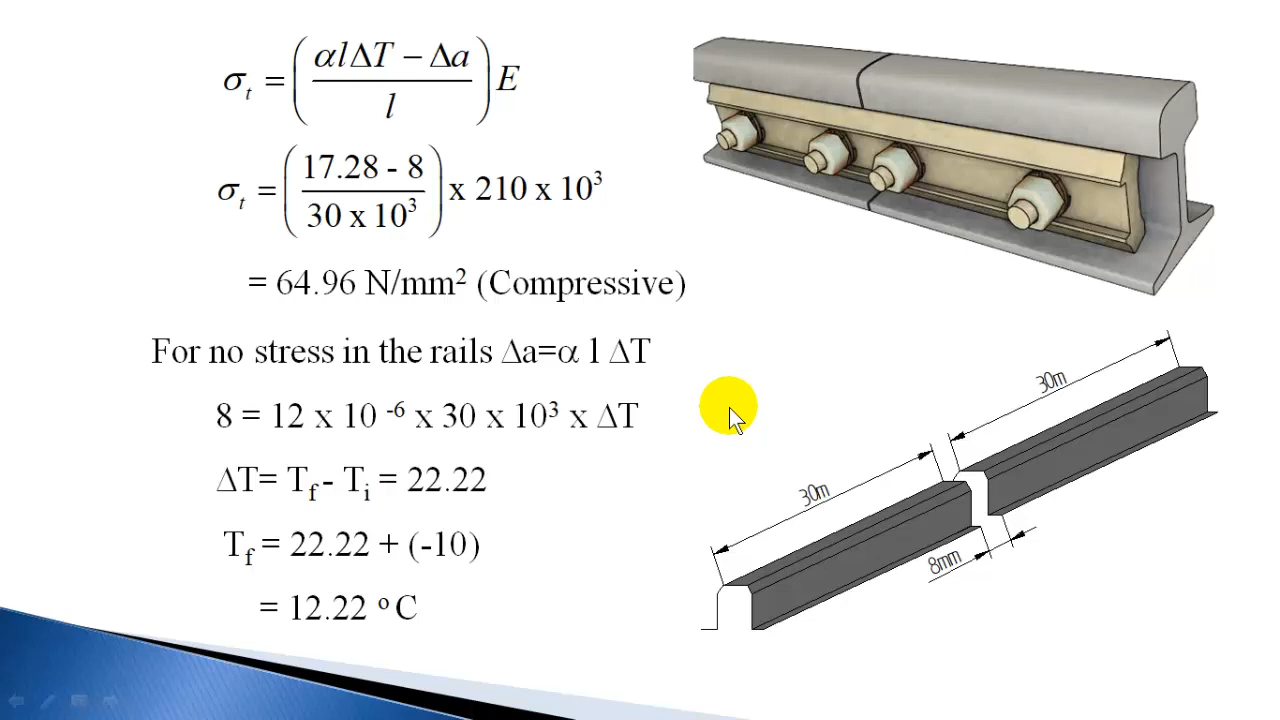 σt = (αlΔT − Δa / l) E
σt = (17.28 - 8 / 30 x 10³) x 210 x 10³
= 64.96 N/mm² (Compressive)
For no stress in the rails Δa=α l ΔT
8 = 12 x 10 ⁻⁶ x 30 x 10³ x ΔT
ΔT= Tf - Ti = 22.22
Tf = 22.22 + (-10)
= 12.22 ᵒ C
30m
30m
8mm